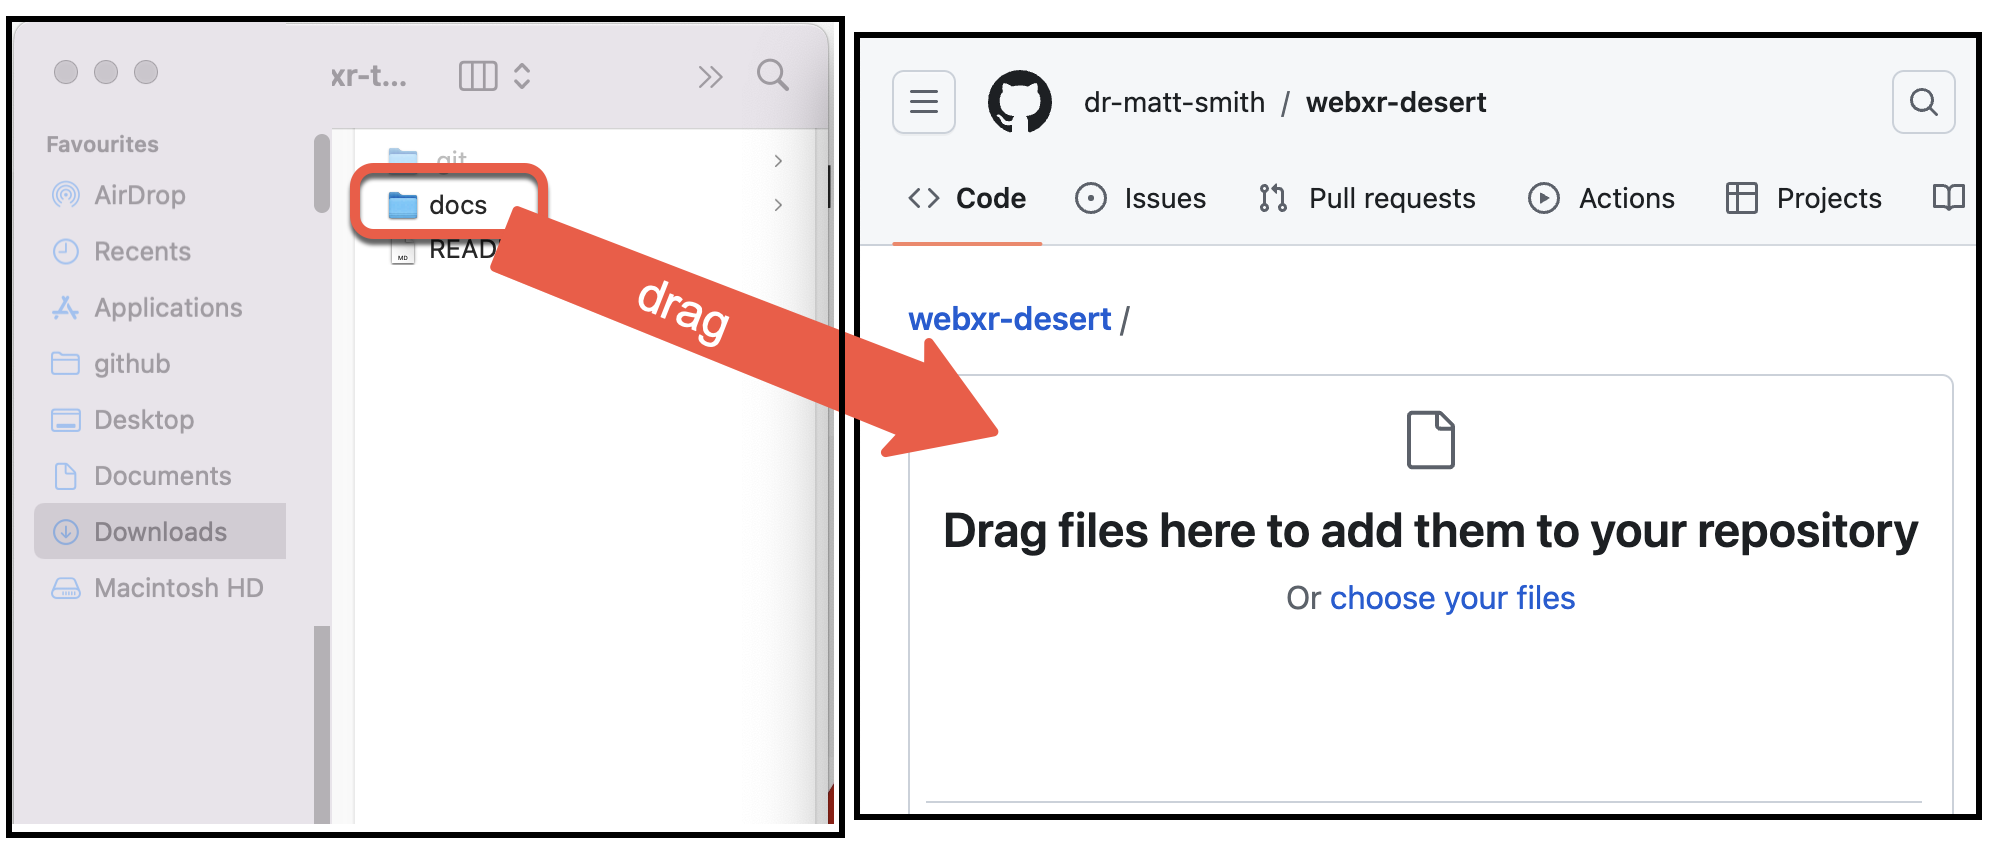 xr-t...
Favourites
AirDrop
Recents
Applications
github
Desktop
Documents
Downloads
Macintosh HD
.git
docs
READ
MD
drag
dr-matt-smith / webxr-desert
<> Code
Issues
Pull requests
Actions
Projects
webxr-desert /
Drag files here to add them to your repository
Or choose your files